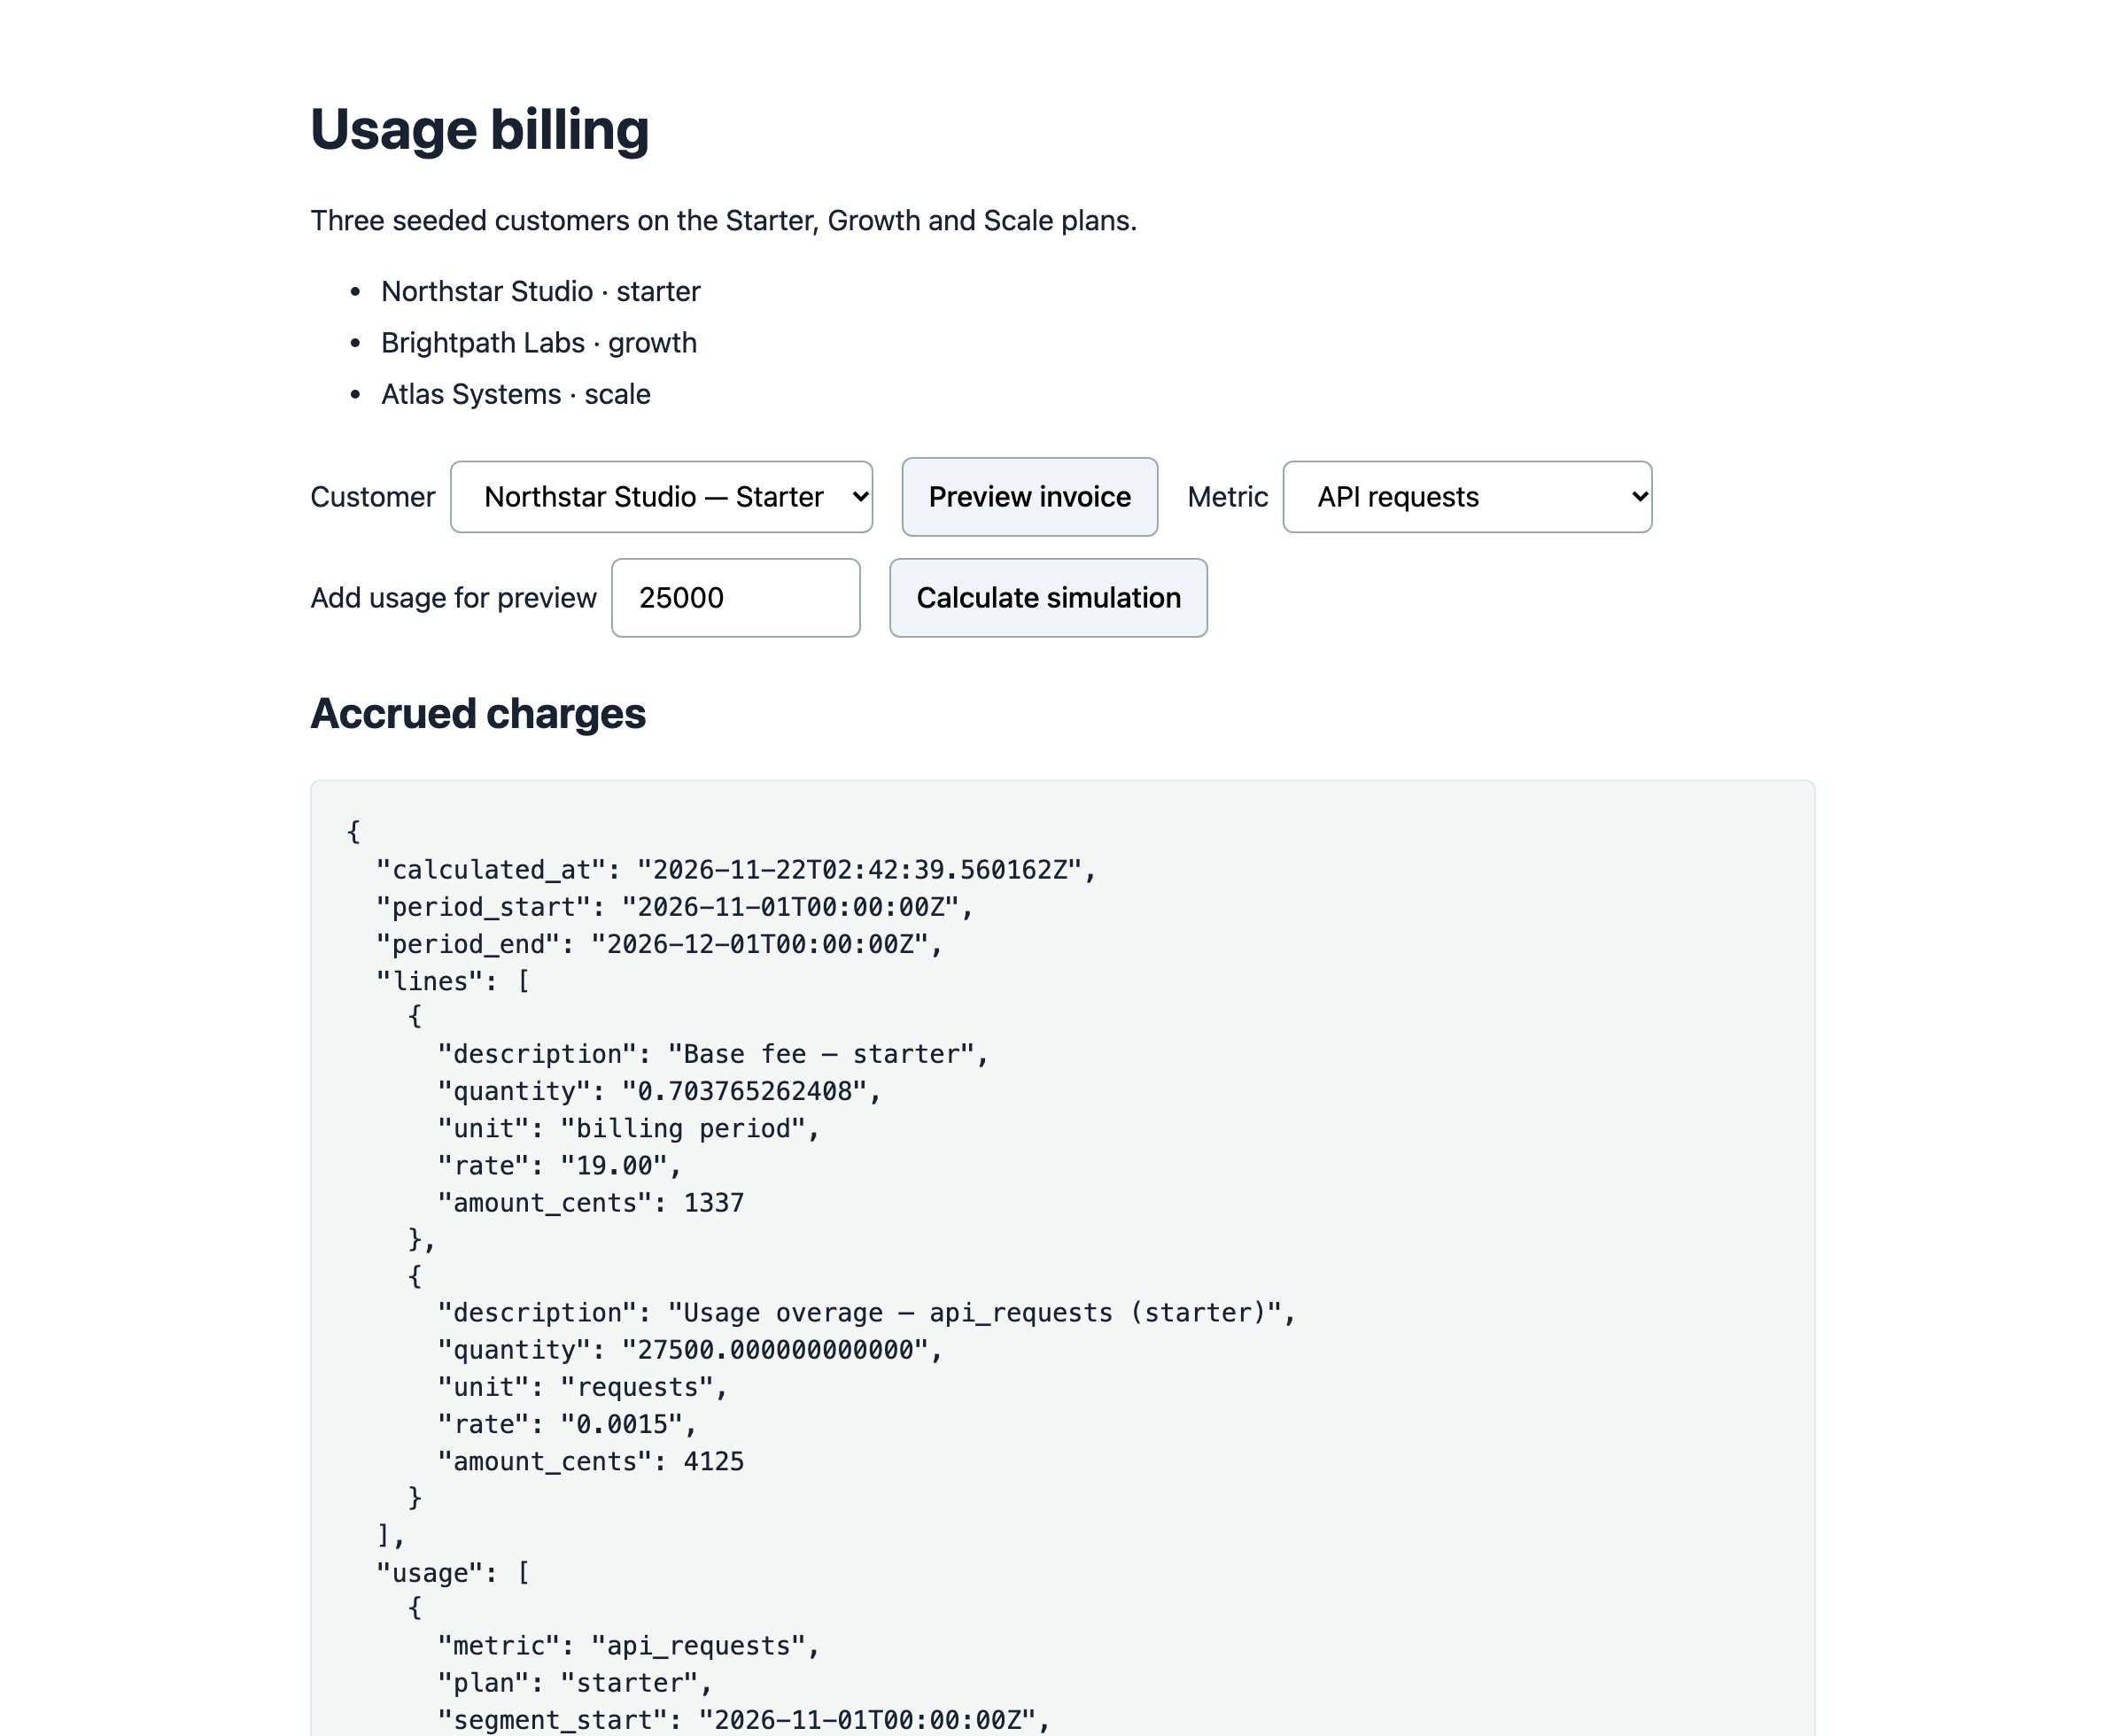 Usage billing
Three seeded customers on the Starter, Growth and Scale plans.
• Northstar Studio · starter
• Brightpath Labs · growth
• Atlas Systems · scale
Customer Northstar Studio — Starter Preview invoice Metric API requests
Add usage for preview 25000 Calculate simulation
Accrued charges
{
  "calculated_at": "2026-11-22T02:42:39.560162Z",
  "period_start": "2026-11-01T00:00:00Z",
  "period_end": "2026-12-01T00:00:00Z",
  "lines": [
    {
      "description": "Base fee — starter",
      "quantity": "0.703765262408",
      "unit": "billing period",
      "rate": "19.00",
      "amount_cents": 1337
    },
    {
      "description": "Usage overage — api_requests (starter)",
      "quantity": "27500.000000000000",
      "unit": "requests",
      "rate": "0.0015",
      "amount_cents": 4125
    }
  ],
  "usage": [
    {
      "metric": "api_requests",
      "plan": "starter",
      "segment_start": "2026-11-01T00:00:00Z",